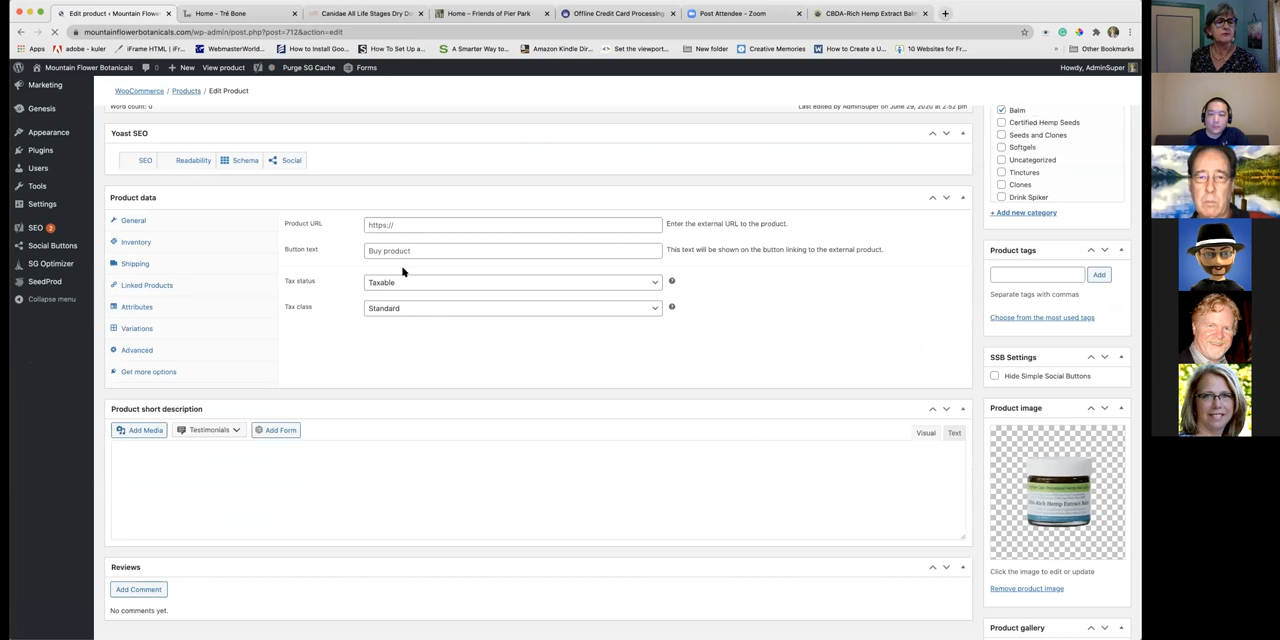 Edit product < Mountain Flower
Home – Tré Bone
Canidae All Life Stages Dry Do
Home – Friends of Pier Park
Offline Credit Card Processing
Post Attendee - Zoom
CBDA-Rich Hemp Extract Balm
mountainflowerbotanicals.com/wp-admin/post.php?post=712&action=edit
Apps
adobe - kuler
iFrame HTML (iFr...
WebmasterWorld...
How to Install Goo...
How To Set up a...
A Smarter Way to...
Amazon Kindle Dir...
<> Set the viewport...
New folder
Creative Memories
How to Create a U...
10 Websites for Fr...
»
Other Bookmarks
Mountain Flower Botanicals
0
+ New
View product
Purge SG Cache
Forms
Howdy, AdminSuper
Marketing
Genesis
Appearance
Plugins
Users
Tools
Settings
SEO 2
Social Buttons
SG Optimizer
SeedProd
Collapse menu
WooCommerce / Products / Edit Product
Word count: 0
Last edited by AdminSuper on June 29, 2020 at 2:52 pm
Yoast SEO
SEO
Readability
Schema
Social
Product data
General
Inventory
Shipping
Linked Products
Attributes
Variations
Advanced
Get more options
Product URL
https://
Enter the external URL to the product.
Button text
Buy product
This text will be shown on the button linking to the external product.
Tax status
Taxable
Tax class
Standard
Product short description
Add Media
Testimonials
Add Form
Visual
Text
Reviews
Add Comment
No comments yet.
Balm
Certified Hemp Seeds
Seeds and Clones
Softgels
Uncategorized
Tinctures
Clones
Drink Spiker
+ Add new category
Product tags
Add
Separate tags with commas
Choose from the most used tags
SSB Settings
Hide Simple Social Buttons
Product image
CBDA-Rich Hemp Extract Balm
Click the image to edit or update
Remove product image
Product gallery